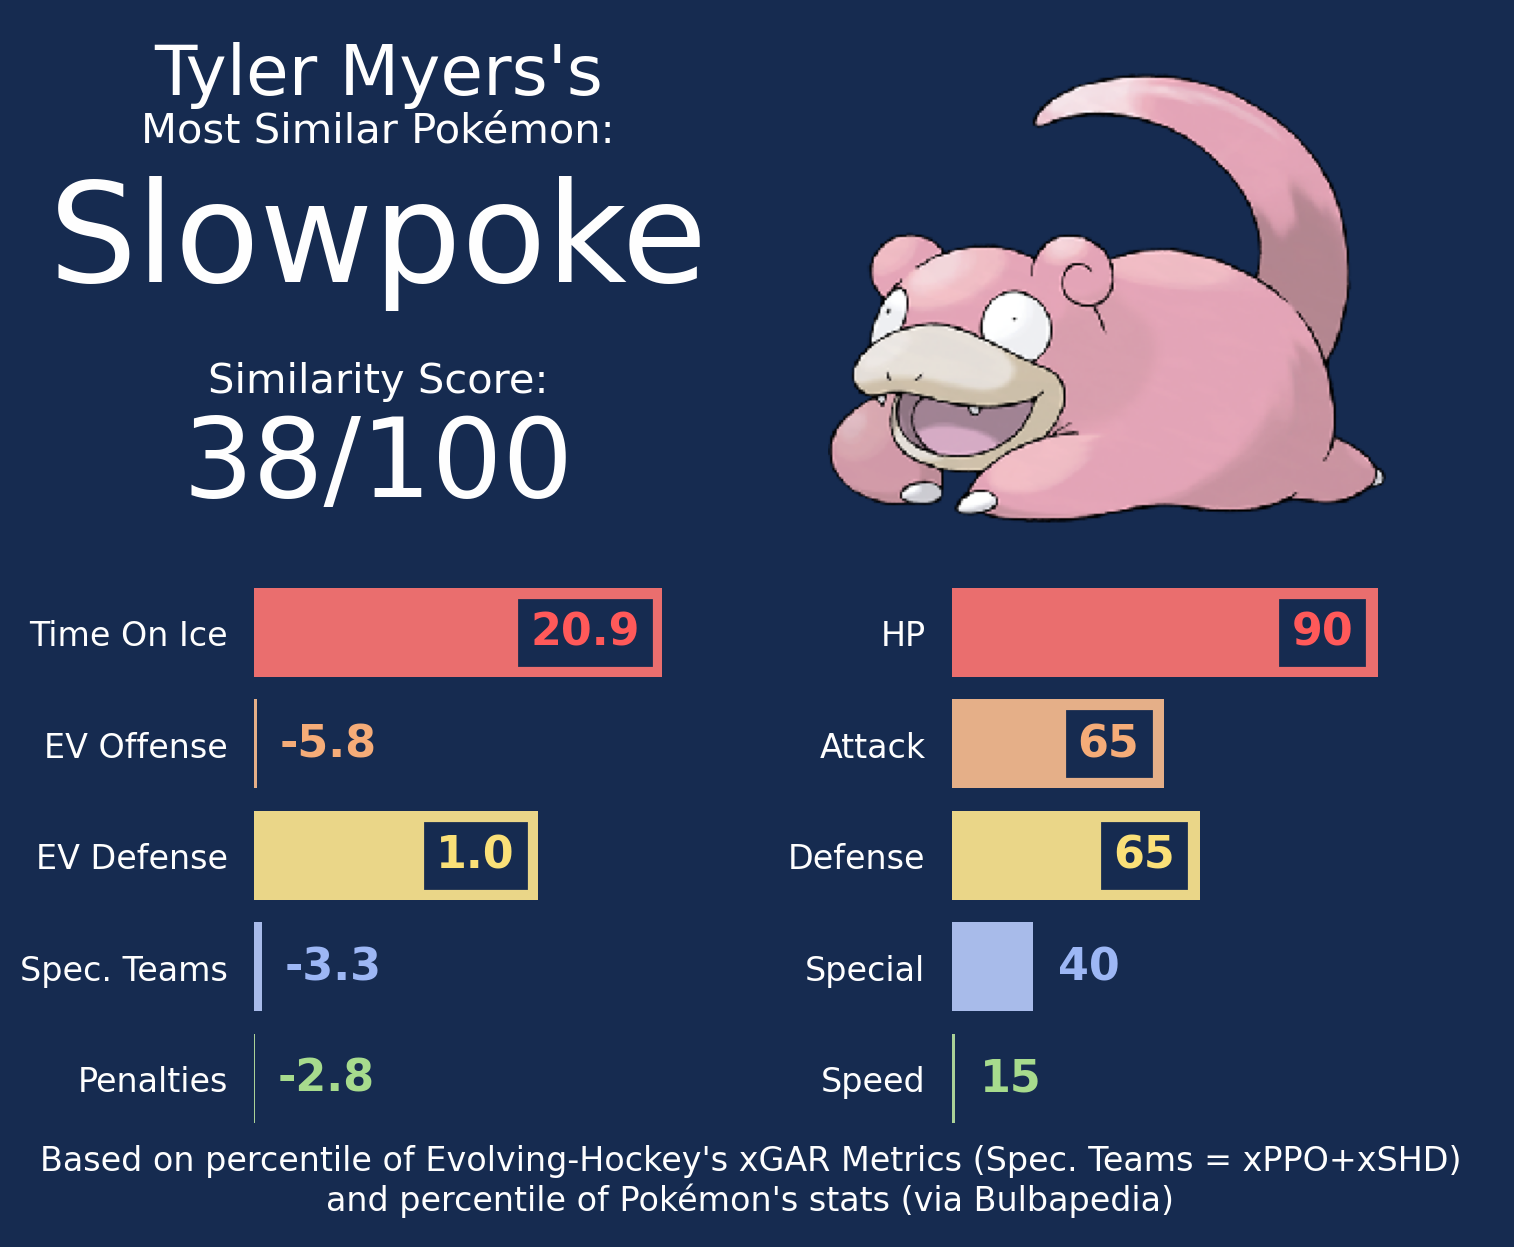 Tyler Myers's
Most Similar Pokémon:
Slowpoke
Similarity Score:
38/100
Time On Ice 20.9
EV Offense -5.8
EV Defense 1.0
Spec. Teams -3.3
Penalties -2.8
HP 90
Attack 65
Defense 65
Special 40
Speed 15
Based on percentile of Evolving-Hockey's xGAR Metrics (Spec. Teams = xPPO+xSHD)
and percentile of Pokémon's stats (via Bulbapedia)